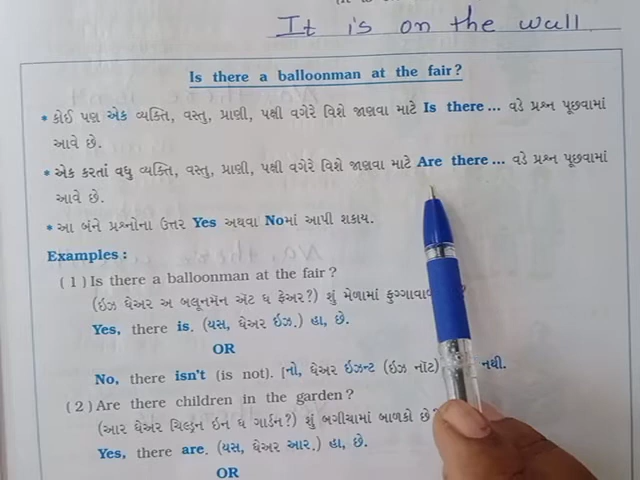 It is on the wall
Is there a balloonman at the fair?
* કોઈ પણ એક વ્યક્તિ, વસ્તુ, પ્રાણી, પક્ષી વગેરે વિશે જાણવા માટે Is there... વડે પ્રશ્ન પૂછવામાં
આવે છે.
* એક કરતાં વધુ વ્યક્તિ, વસ્તુ, પ્રાણી, પક્ષી વગેરે વિશે જાણવા માટે Are there... વડે પ્રશ્ન પૂછવામાં
આવે છે.
* આ બંને પ્રશ્નોના ઉત્તર Yes અથવા Noમાં આપી શકાય.
Examples :
(1) Is there a balloonman at the fair?
(ઇઝ ધેઅર અ બલૂનમૅન ઍટ ધ ફેઅર?) શું મેળામાં
Yes, there is. (યસ, ધેઅર ઇઝ.) હા, છે.
OR
No, there isn't (is not). [નો, ધેઅર ઇઝન્ટ (ઇઝ નૉટ) નથી.
(2) Are there children in the garden?
(આર ધેઅર ચિલ્ડ્રન ઇન ધ ગાર્ડન?) શું બગીચામાં બાળકો છે?
Yes, there are. (યસ, ધેઅર આર.) હા, છે.
OR